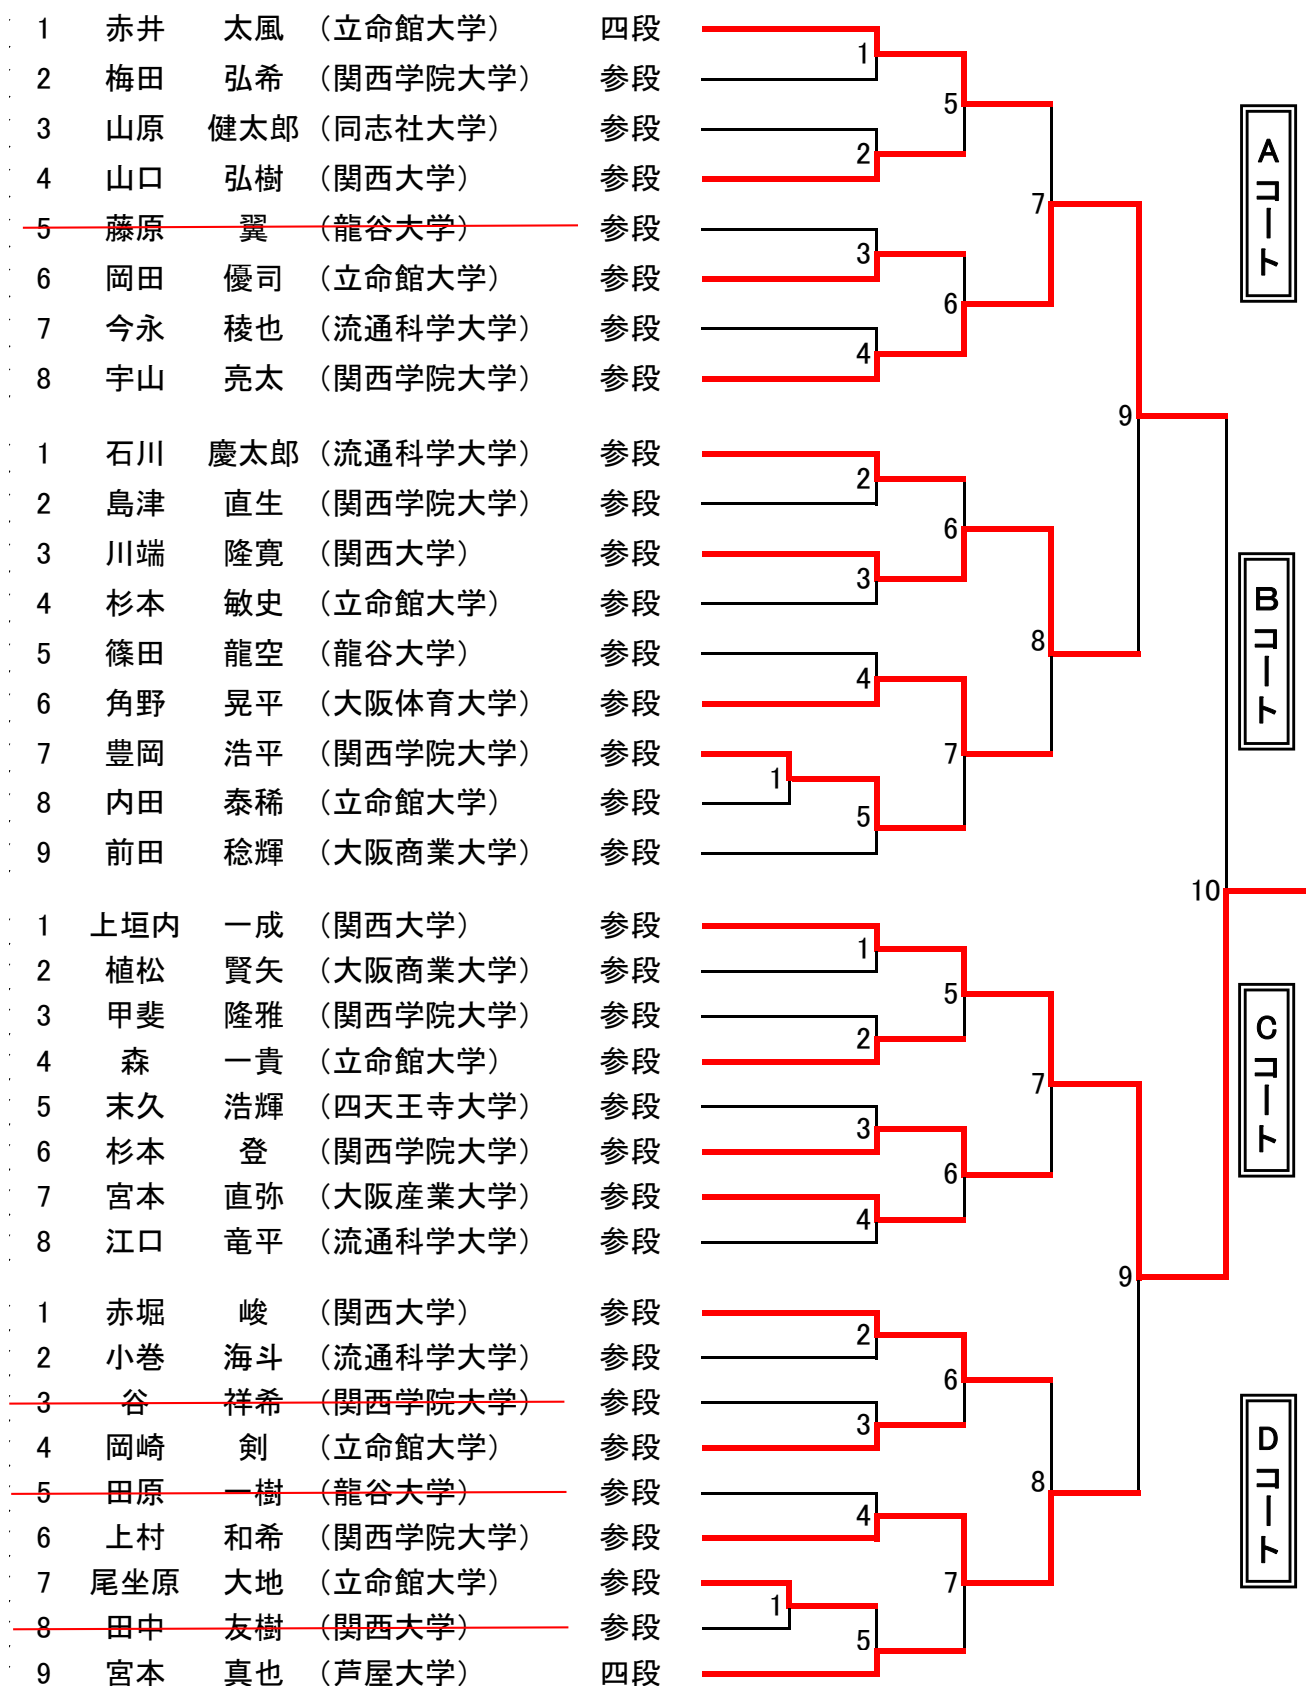 1 赤井 太風 （立命館大学） 四段
2 梅田 弘希 （関西学院大学） 参段
3 山原 健太郎 （同志社大学） 参段
4 山口 弘樹 （関西大学） 参段
5 藤原 翼 （龍谷大学） 参段
6 岡田 優司 （立命館大学） 参段
7 今永 稜也 （流通科学大学） 参段
8 宇山 亮太 （関西学院大学） 参段
1
2
3
4
5
6
7
Aコート
1 石川 慶太郎 （流通科学大学） 参段
2 島津 直生 （関西学院大学） 参段
3 川端 隆寛 （関西大学） 参段
4 杉本 敏史 （立命館大学） 参段
5 篠田 龍空 （龍谷大学） 参段
6 角野 晃平 （大阪体育大学） 参段
7 豊岡 浩平 （関西学院大学） 参段
8 内田 泰稀 （立命館大学） 参段
9 前田 稔輝 （大阪商業大学） 参段
2
3
4
1
5
6
7
8
9
Bコート
10
1 上垣内 一成 （関西大学） 参段
2 植松 賢矢 （大阪商業大学） 参段
3 甲斐 隆雅 （関西学院大学） 参段
4 森 一貴 （立命館大学） 参段
5 末久 浩輝 （四天王寺大学） 参段
6 杉本 登 （関西学院大学） 参段
7 宮本 直弥 （大阪産業大学） 参段
8 江口 竜平 （流通科学大学） 参段
1
2
3
4
5
6
7
Cコート
1 赤堀 峻 （関西大学） 参段
2 小巻 海斗 （流通科学大学） 参段
3 谷 祥希 （関西学院大学） 参段
4 岡崎 剣 （立命館大学） 参段
5 田原 一樹 （龍谷大学） 参段
6 上村 和希 （関西学院大学） 参段
7 尾坐原 大地 （立命館大学） 参段
8 田中 友樹 （関西大学） 参段
9 宮本 真也 （芦屋大学） 四段
2
3
4
1
5
6
7
8
9
Dコート